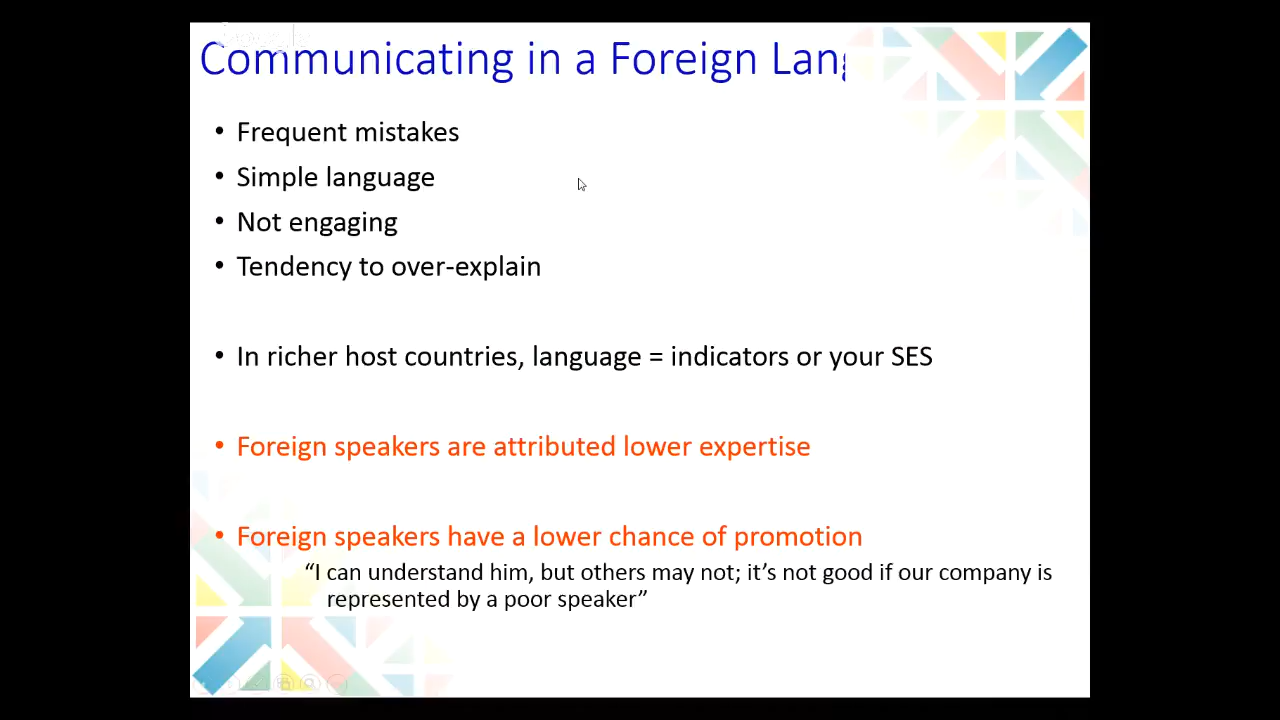 Communicating in a Foreign Lang
• Frequent mistakes
• Simple language
• Not engaging
• Tendency to over-explain
• In richer host countries, language = indicators or your SES
• Foreign speakers are attributed lower expertise
• Foreign speakers have a lower chance of promotion
“I can understand him, but others may not; it’s not good if our company is
represented by a poor speaker”